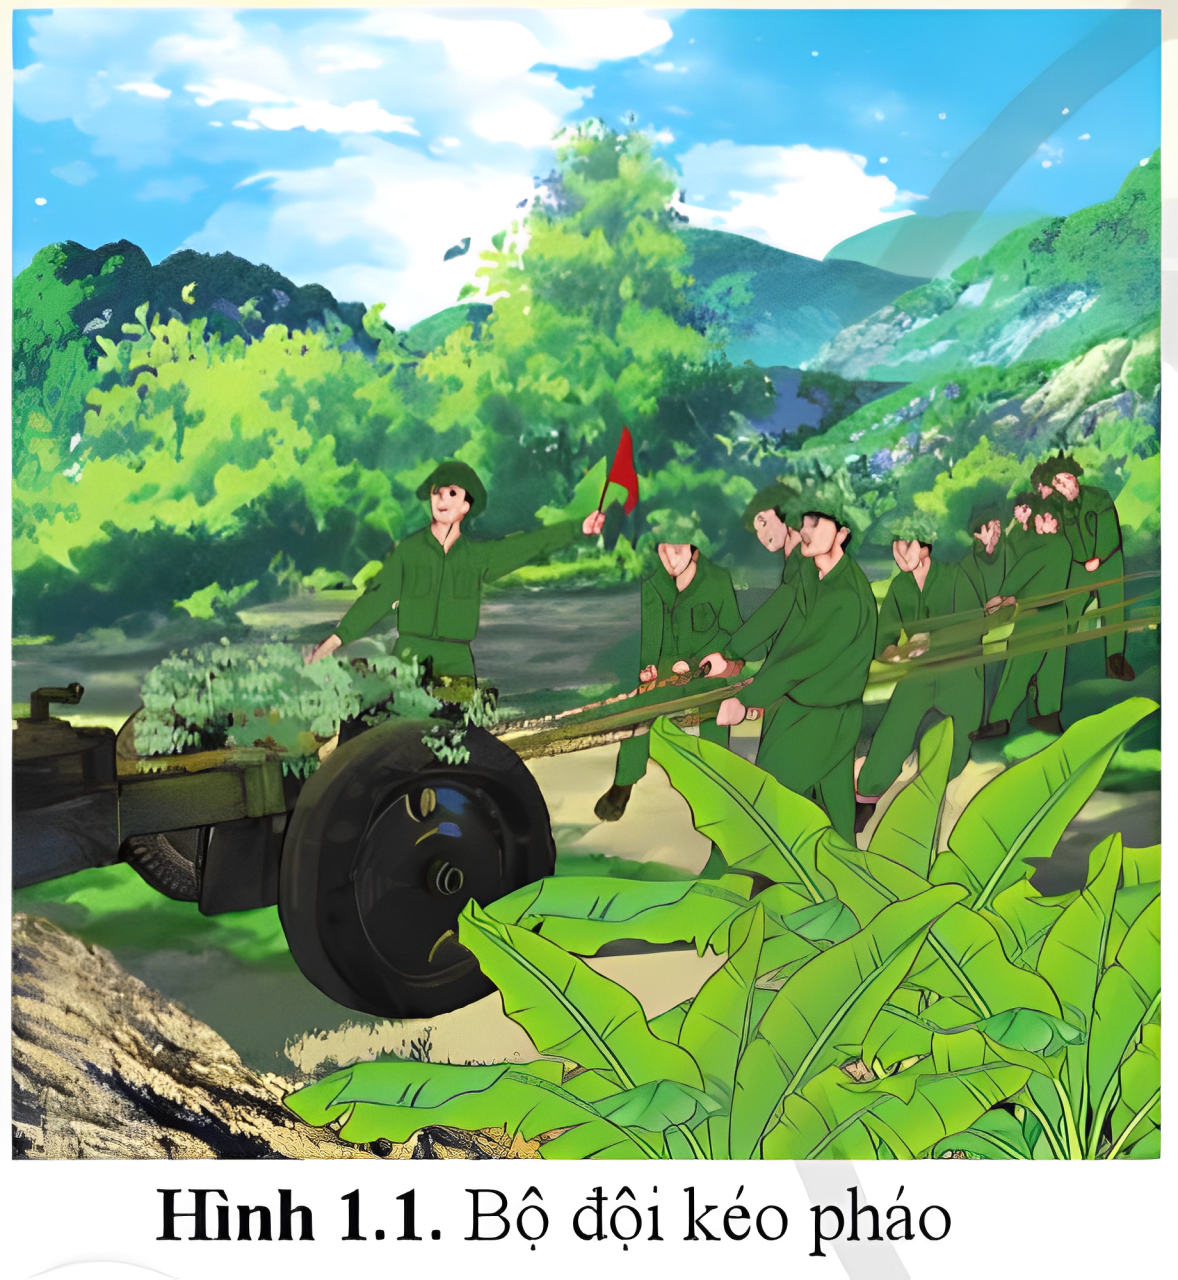 Hình 1.1. Bộ đội kéo pháo